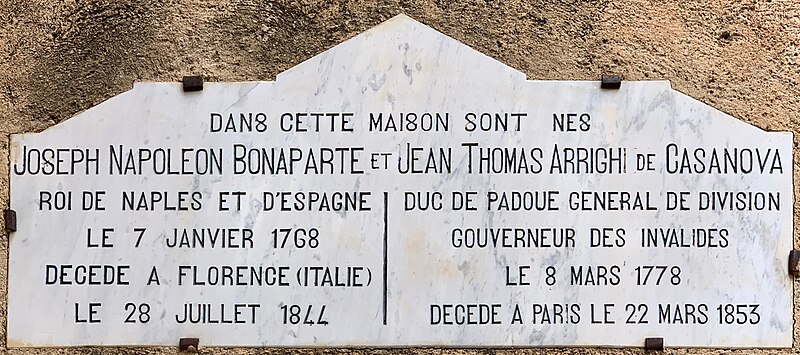 DANS CETTE MAISON SONT NES
JOSEPH NAPOLEON BONAPARTE ET JEAN THOMAS ARRIGHI DE CASANOVA
ROI DE NAPLES ET D'ESPAGNE
LE 7 JANVIER 1768
DECEDE A FLORENCE (ITALIE)
LE 28 JUILLET 1844
DUC DE PADOUE GENERAL DE DIVISION
GOUVERNEUR DES INVALIDES
LE 8 MARS 1778
DECEDE A PARIS LE 22 MARS 1853